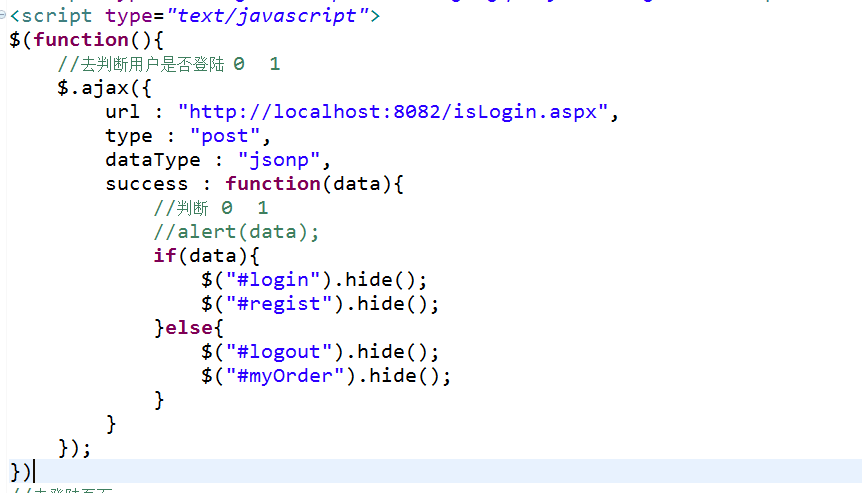 <script type="text/javascript">
$(function(){
    //去判断用户是否登陆 0  1
    $.ajax({
        url : "http://localhost:8082/isLogin.aspx",
        type : "post",
        dataType : "jsonp",
        success : function(data){
            //判断 0  1
            //alert(data);
            if(data){
                $("#login").hide();
                $("#regist").hide();
            }else{
                $("#logout").hide();
                $("#myOrder").hide();
            }
        }
    });
})